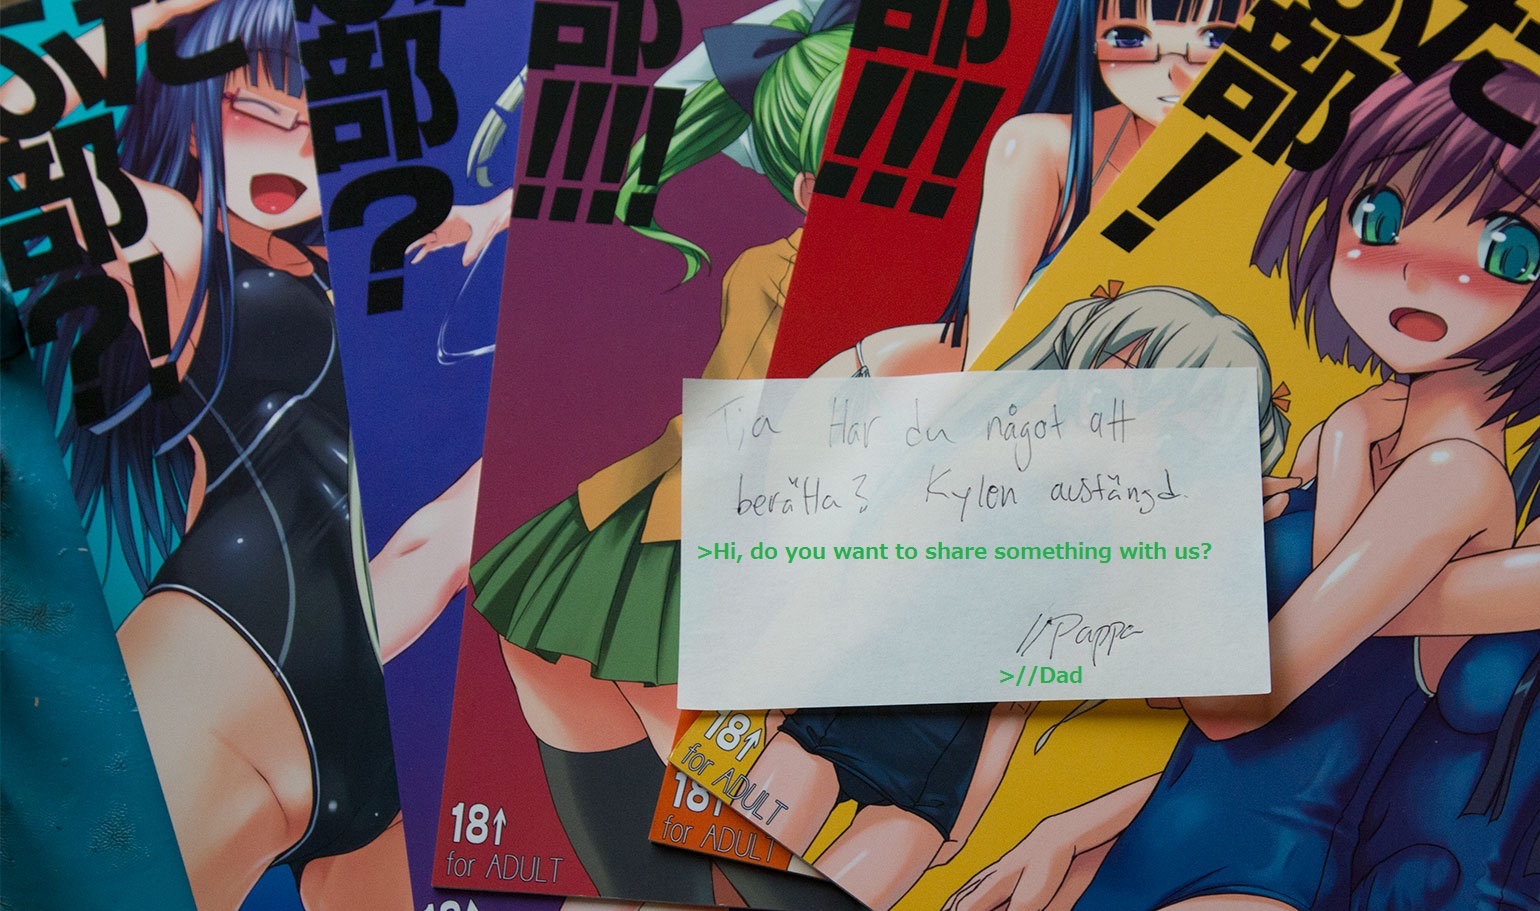 部!?
部?
部!!!!
部!!!
部!
Tja Har du något att
berätta? Kylen avstängd.
>Hi, do you want to share something with us?
//Pappa
>//Dad
18↑
for ADULT
18↑
for ADULT
18↑
for ADULT
18↑